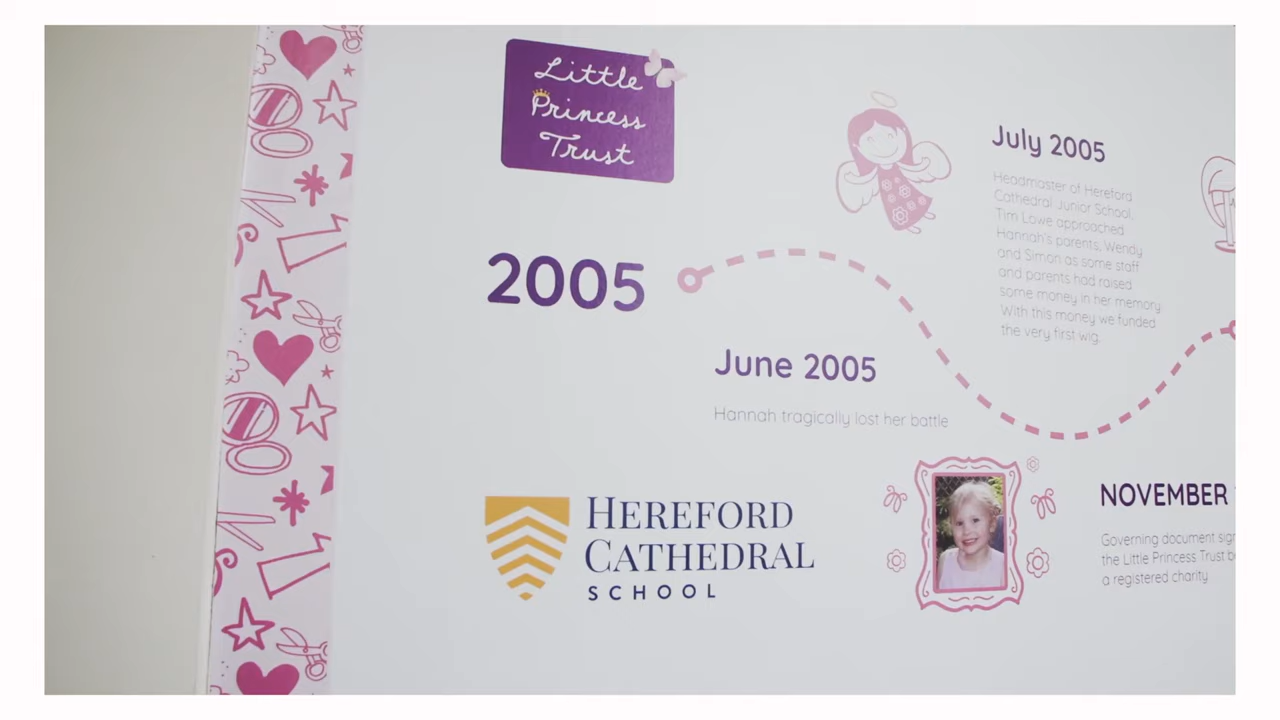 Little
Princess
Trust
2005
June 2005
Hannah tragically lost her battle
July 2005
Headmaster of Hereford
Cathedral Junior School,
Tim Lowe approached
Hannah's parents, Wendy
and Simon as some staff
and parents had raised
some money in her memory.
With this money we funded
the very first wig.
HEREFORD
CATHEDRAL
SCHOOL
NOVEMBER
Governing document
the Little Princess Trust
a registered charity